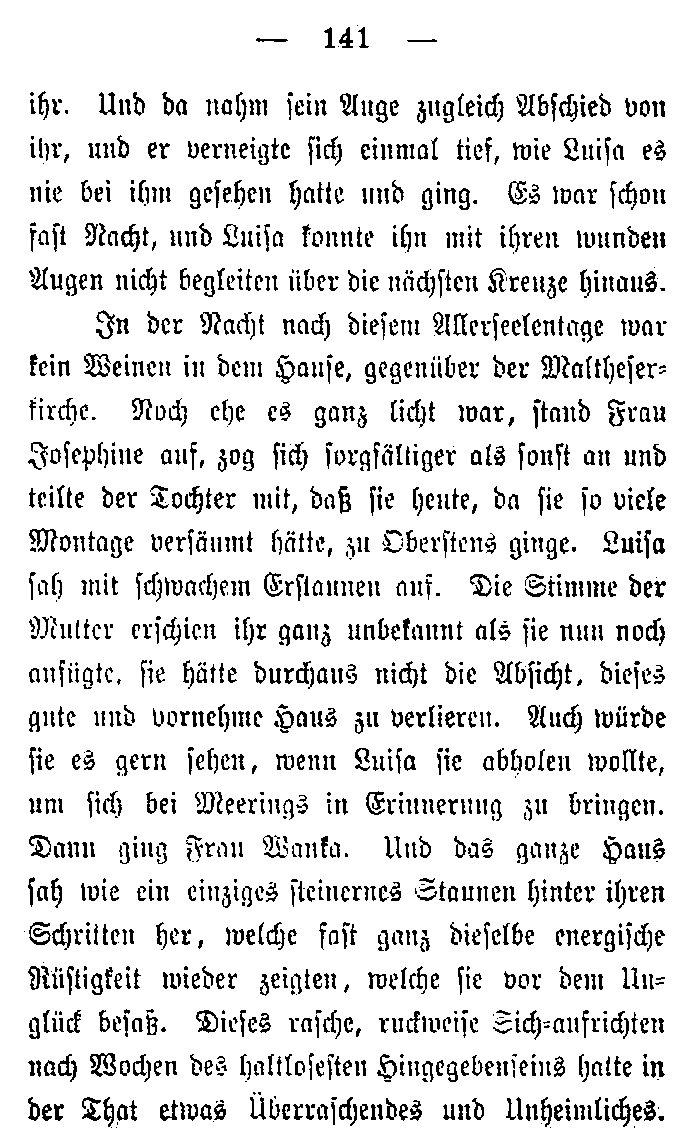 — 141 —
ihr. Und da nahm sein Auge zugleich Abschied von
ihr, und er verneigte sich einmal tief, wie Luisa es
nie bei ihm gesehen hatte und ging. Es war schon
fast Nacht, und Luisa konnte ihn mit ihren wunden
Augen nicht begleiten über die nächsten Kreuze hinaus.
In der Nacht nach diesem Allerseelentage war
kein Weinen in dem Hause, gegenüber der Maltheser-
kirche. Noch ehe es ganz licht war, stand Frau
Josephine auf, zog sich sorgfältiger als sonst an und
teilte der Tochter mit, daß sie heute, da sie so viele
Montage versäumt hätte, zu Oberstens ginge. Luisa
sah mit schwachem Erstaunen auf. Die Stimme der
Mutter erschien ihr ganz unbekannt als sie nun noch
anfügte, sie hätte durchaus nicht die Absicht, dieses
gute und vornehme Haus zu verlieren. Auch würde
sie es gern sehen, wenn Luisa sie abholen wollte,
um sich bei Meerings in Erinnerung zu bringen.
Dann ging Frau Wanka. Und das ganze Haus
sah wie ein einziges steinernes Staunen hinter ihren
Schritten her, welche fast ganz dieselbe energische
Rüstigkeit wieder zeigten, welche sie vor dem Un-
glück besaß. Dieses rasche, ruckweise Sich-aufrichten
nach Wochen des haltlosesten Hingegebenseins hatte in
der That etwas Überraschendes und Unheimliches.